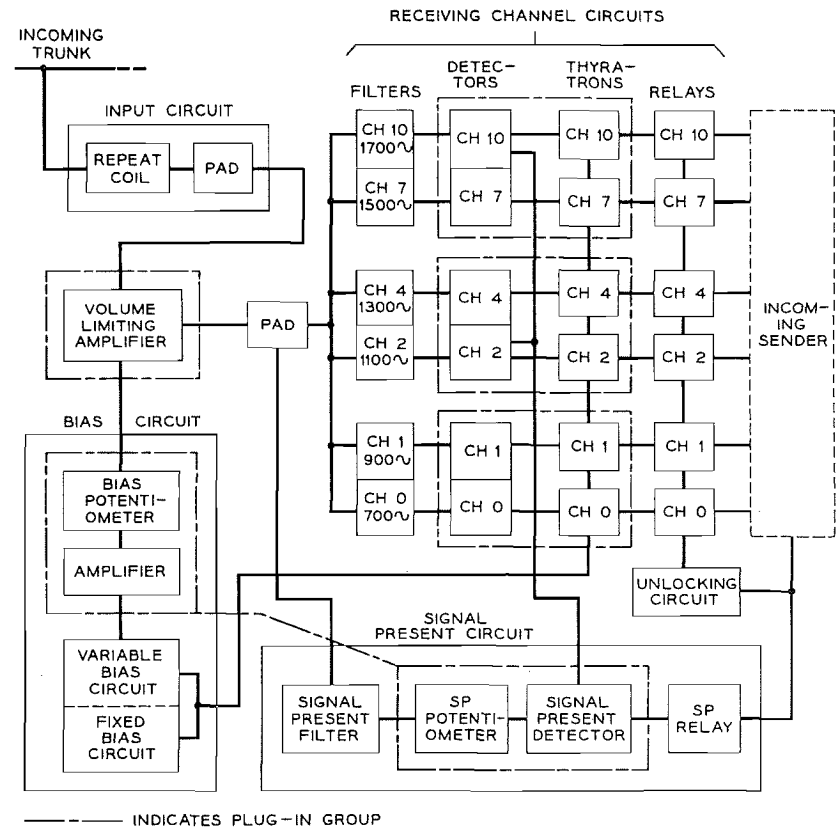 RECEIVING CHANNEL CIRCUITS
INCOMING
TRUNK
INPUT CIRCUIT
REPEAT
COIL
PAD
FILTERS
DETEC-
TORS
THYRA-
TRONS
RELAYS
CH 10
1700~
CH 10
CH 10
CH 10
CH 7
1500~
CH 7
CH 7
CH 7
CH 4
1300~
CH 4
CH 4
CH 4
CH 2
1100~
CH 2
CH 2
CH 2
CH 1
900~
CH 1
CH 1
CH 1
CH 0
700~
CH 0
CH 0
CH 0
INCOM-
ING
SENDER
VOLUME
LIMITING
AMPLIFIER
PAD
BIAS CIRCUIT
BIAS
POTENTI-
OMETER
AMPLIFIER
VARIABLE
BIAS
CIRCUIT
FIXED
BIAS
CIRCUIT
UNLOCKING
CIRCUIT
SIGNAL
PRESENT CIRCUIT
SIGNAL
PRESENT
FILTER
SP
POTENTI-
OMETER
SIGNAL
PRESENT
DETECTOR
SP
RELAY
INDICATES PLUG-IN GROUP